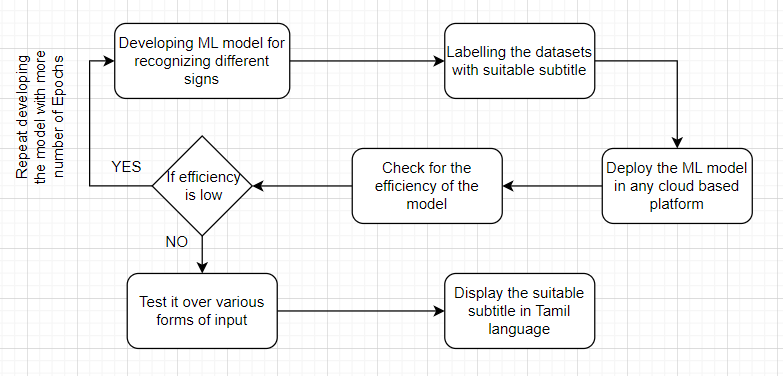 Developing ML model for
recognizing different
signs
Labelling the datasets
with suitable subtitle
Repeat developing
the model with more
number of Epochs
YES
If efficiency
is low
Check for the
efficiency of the
model
Deploy the ML model
in any cloud based
platform
NO
Test it over various
forms of input
Display the suitable
subtitle in Tamil
language